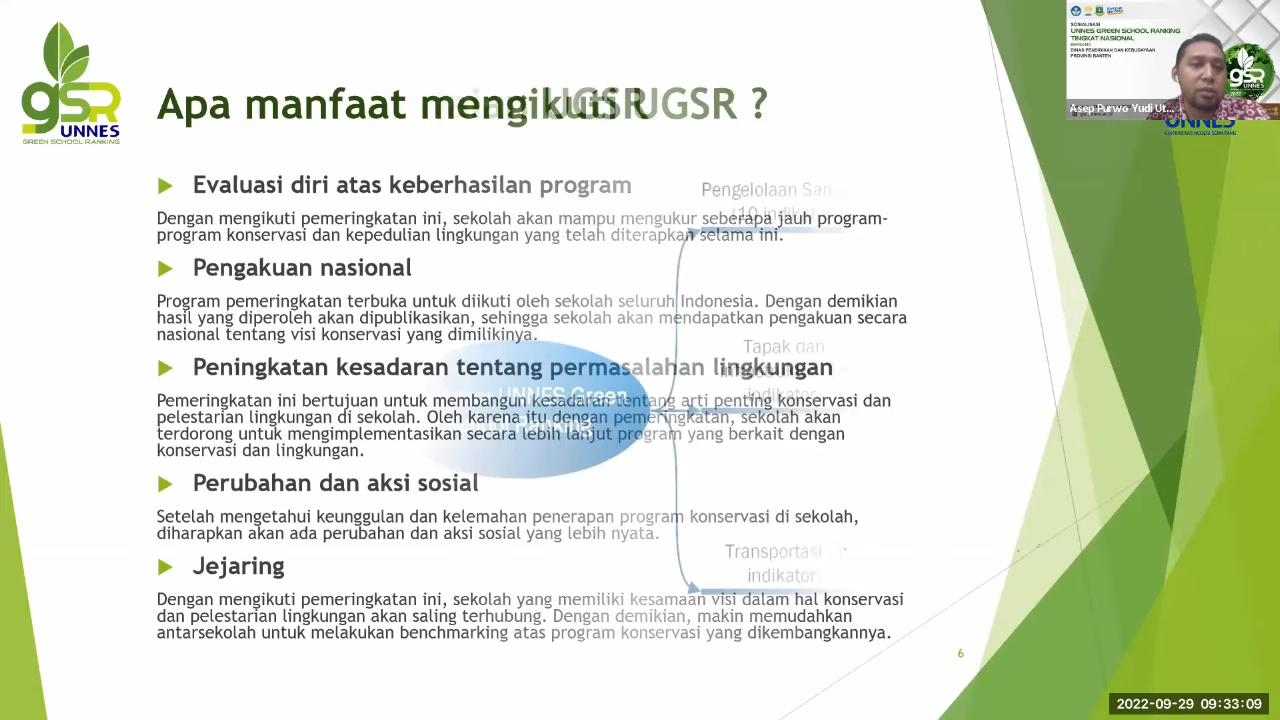 gSR
UNNES
GREEN SCHOOL RANKING
Apa manfaat mengikuti UGSR ?
Evaluasi diri atas keberhasilan program
Dengan mengikuti pemeringkatan ini, sekolah akan mampu mengukur seberapa jauh program-
program konservasi dan kepedulian lingkungan yang telah diterapkan selama ini.
Pengakuan nasional
Program pemeringkatan terbuka untuk diikuti oleh sekolah seluruh Indonesia. Dengan demikian
hasil yang diperoleh akan dipublikasikan, sehingga sekolah akan mendapatkan pengakuan secara
nasional tentang visi konservasi yang dimilikinya.
Peningkatan kesadaran tentang permasalahan lingkungan
Pemeringkatan ini bertujuan untuk membangun kesadaran tentang arti penting konservasi dan
pelestarian lingkungan di sekolah. Oleh karena itu dengan pemeringkatan, sekolah akan
terdorong untuk mengimplementasikan secara lebih lanjut program yang berkait dengan
konservasi dan lingkungan.
Perubahan dan aksi sosial
Setelah mengetahui keunggulan dan kelemahan penerapan program konservasi di sekolah,
diharapkan akan ada perubahan dan aksi sosial yang lebih nyata.
Jejaring
Dengan mengikuti pemeringkatan ini, sekolah yang memiliki kesamaan visi dalam hal konservasi
dan pelestarian lingkungan akan saling terhubung. Dengan demikian, makin memudahkan
antarsekolah untuk melakukan benchmarking atas program konservasi yang dikembangkannya.
UGSR
Pengelolaan
(10
UNNES Green
Ranking
Tapak dan
indikator
Transportasi
indikator
6
SOSIALISASI
UNNES GREEN SCHOOL RANKING
TINGKAT NASIONAL
BERSAMA
DINAS PENDIDIKAN DAN KEBUDAYAAN
PROVINSI BANTEN
gSR
Asep Purwo Yudi Ut...
UNNES
UNIVERSITAS NEGERI SEMARANG
2022-09-29 09:33:09